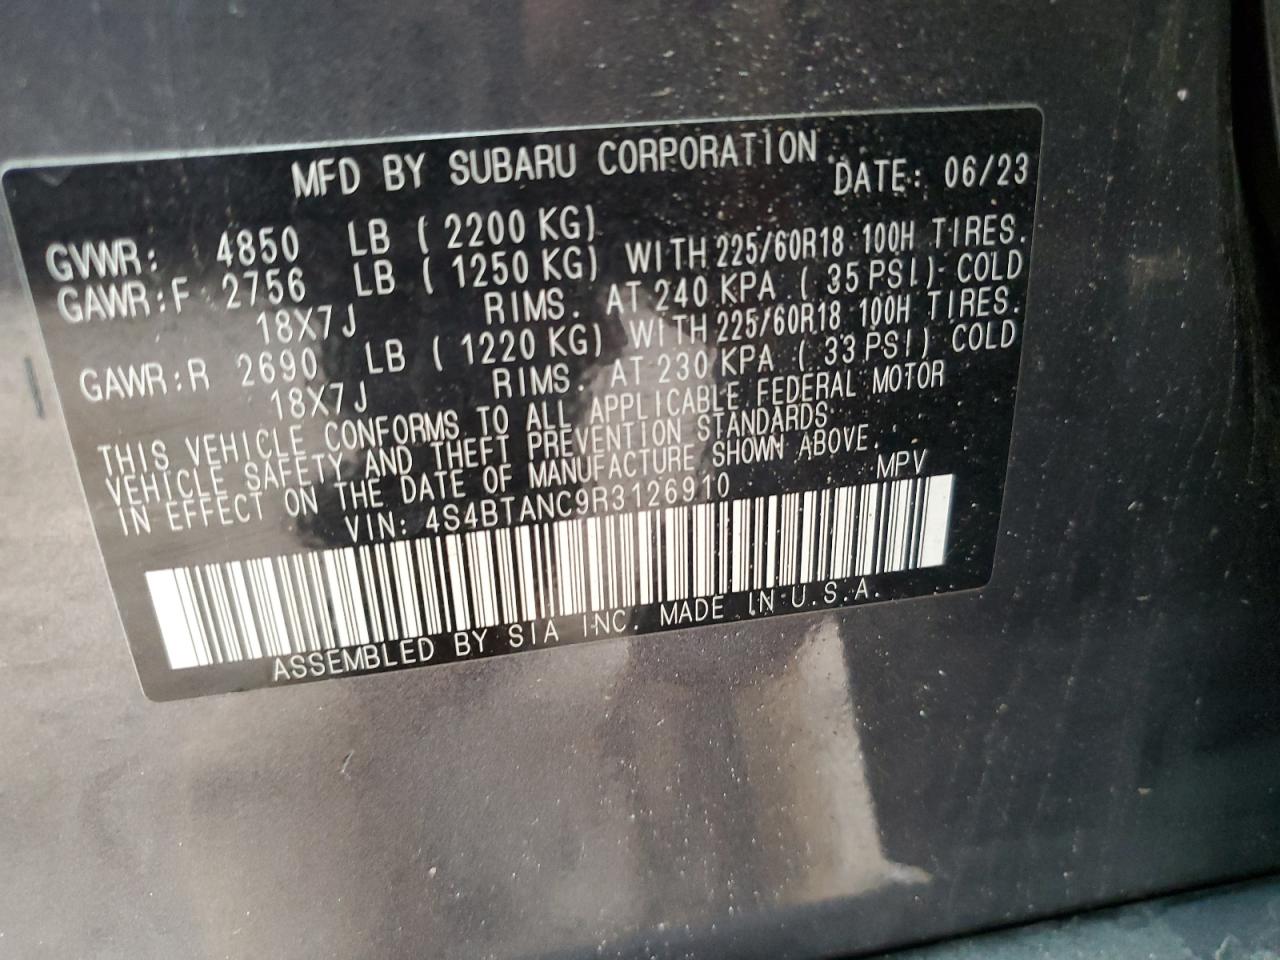 MFD BY SUBARU CORPORATION DATE: 06/23
GVWR: 4850 LB ( 2200 KG)
GAWR:F 2756 LB ( 1250 KG) WITH 225/60R18 100H TIRES.
18X7J RIMS. AT 240 KPA ( 35 PSI) COLD
GAWR:R 2690 LB ( 1220 KG) WITH 225/60R18 100H TIRES.
18X7J RIMS. AT 230 KPA ( 33 PSI) COLD
THIS VEHICLE CONFORMS TO ALL APPLICABLE FEDERAL MOTOR
VEHICLE SAFETY AND THEFT PREVENTION STANDARDS
IN EFFECT ON THE DATE OF MANUFACTURE SHOWN ABOVE.
VIN: 4S4BTANC9R3126910 MPV
ASSEMBLED BY SIA INC. MADE IN U.S.A.